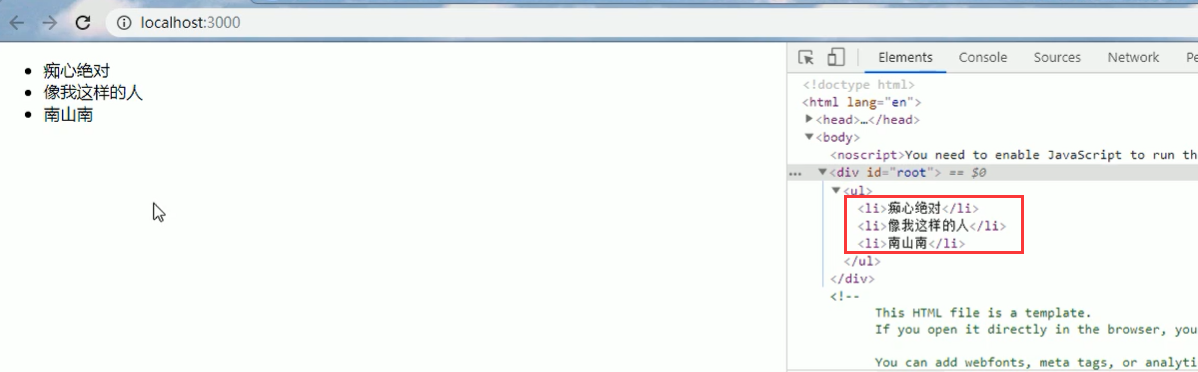 localhost:3000
痴心绝对
像我这样的人
南山南
Elements Console Sources Network Pe
<!doctype html>
<html lang="en">
<head>…</head>
<body>
<noscript>You need to enable JavaScript to run th
... <div id="root"> == $0
<ul>
<li>痴心绝对</li>
<li>像我这样的人</li>
<li>南山南</li>
</ul>
</div>
<!--
This HTML file is a template.
If you open it directly in the browser, you
You can add webfonts, meta tags, or analyti